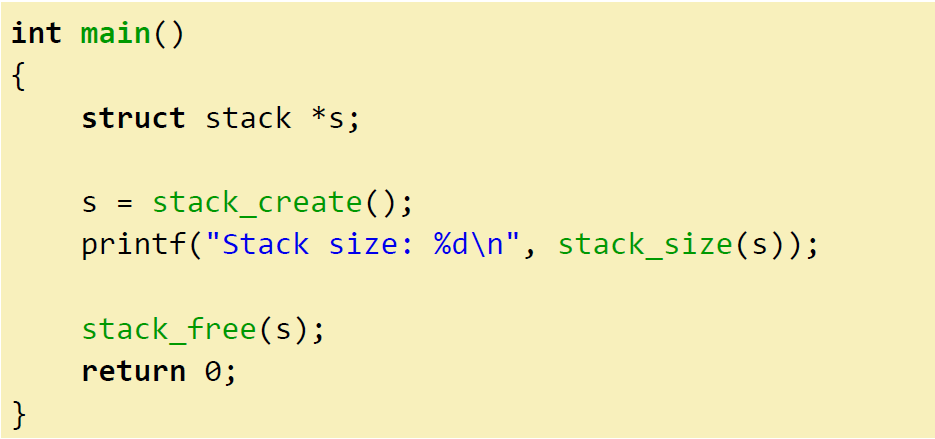 int main()
{
    struct stack *s;

    s = stack_create();
    printf("Stack size: %d\n", stack_size(s));

    stack_free(s);
    return 0;
}